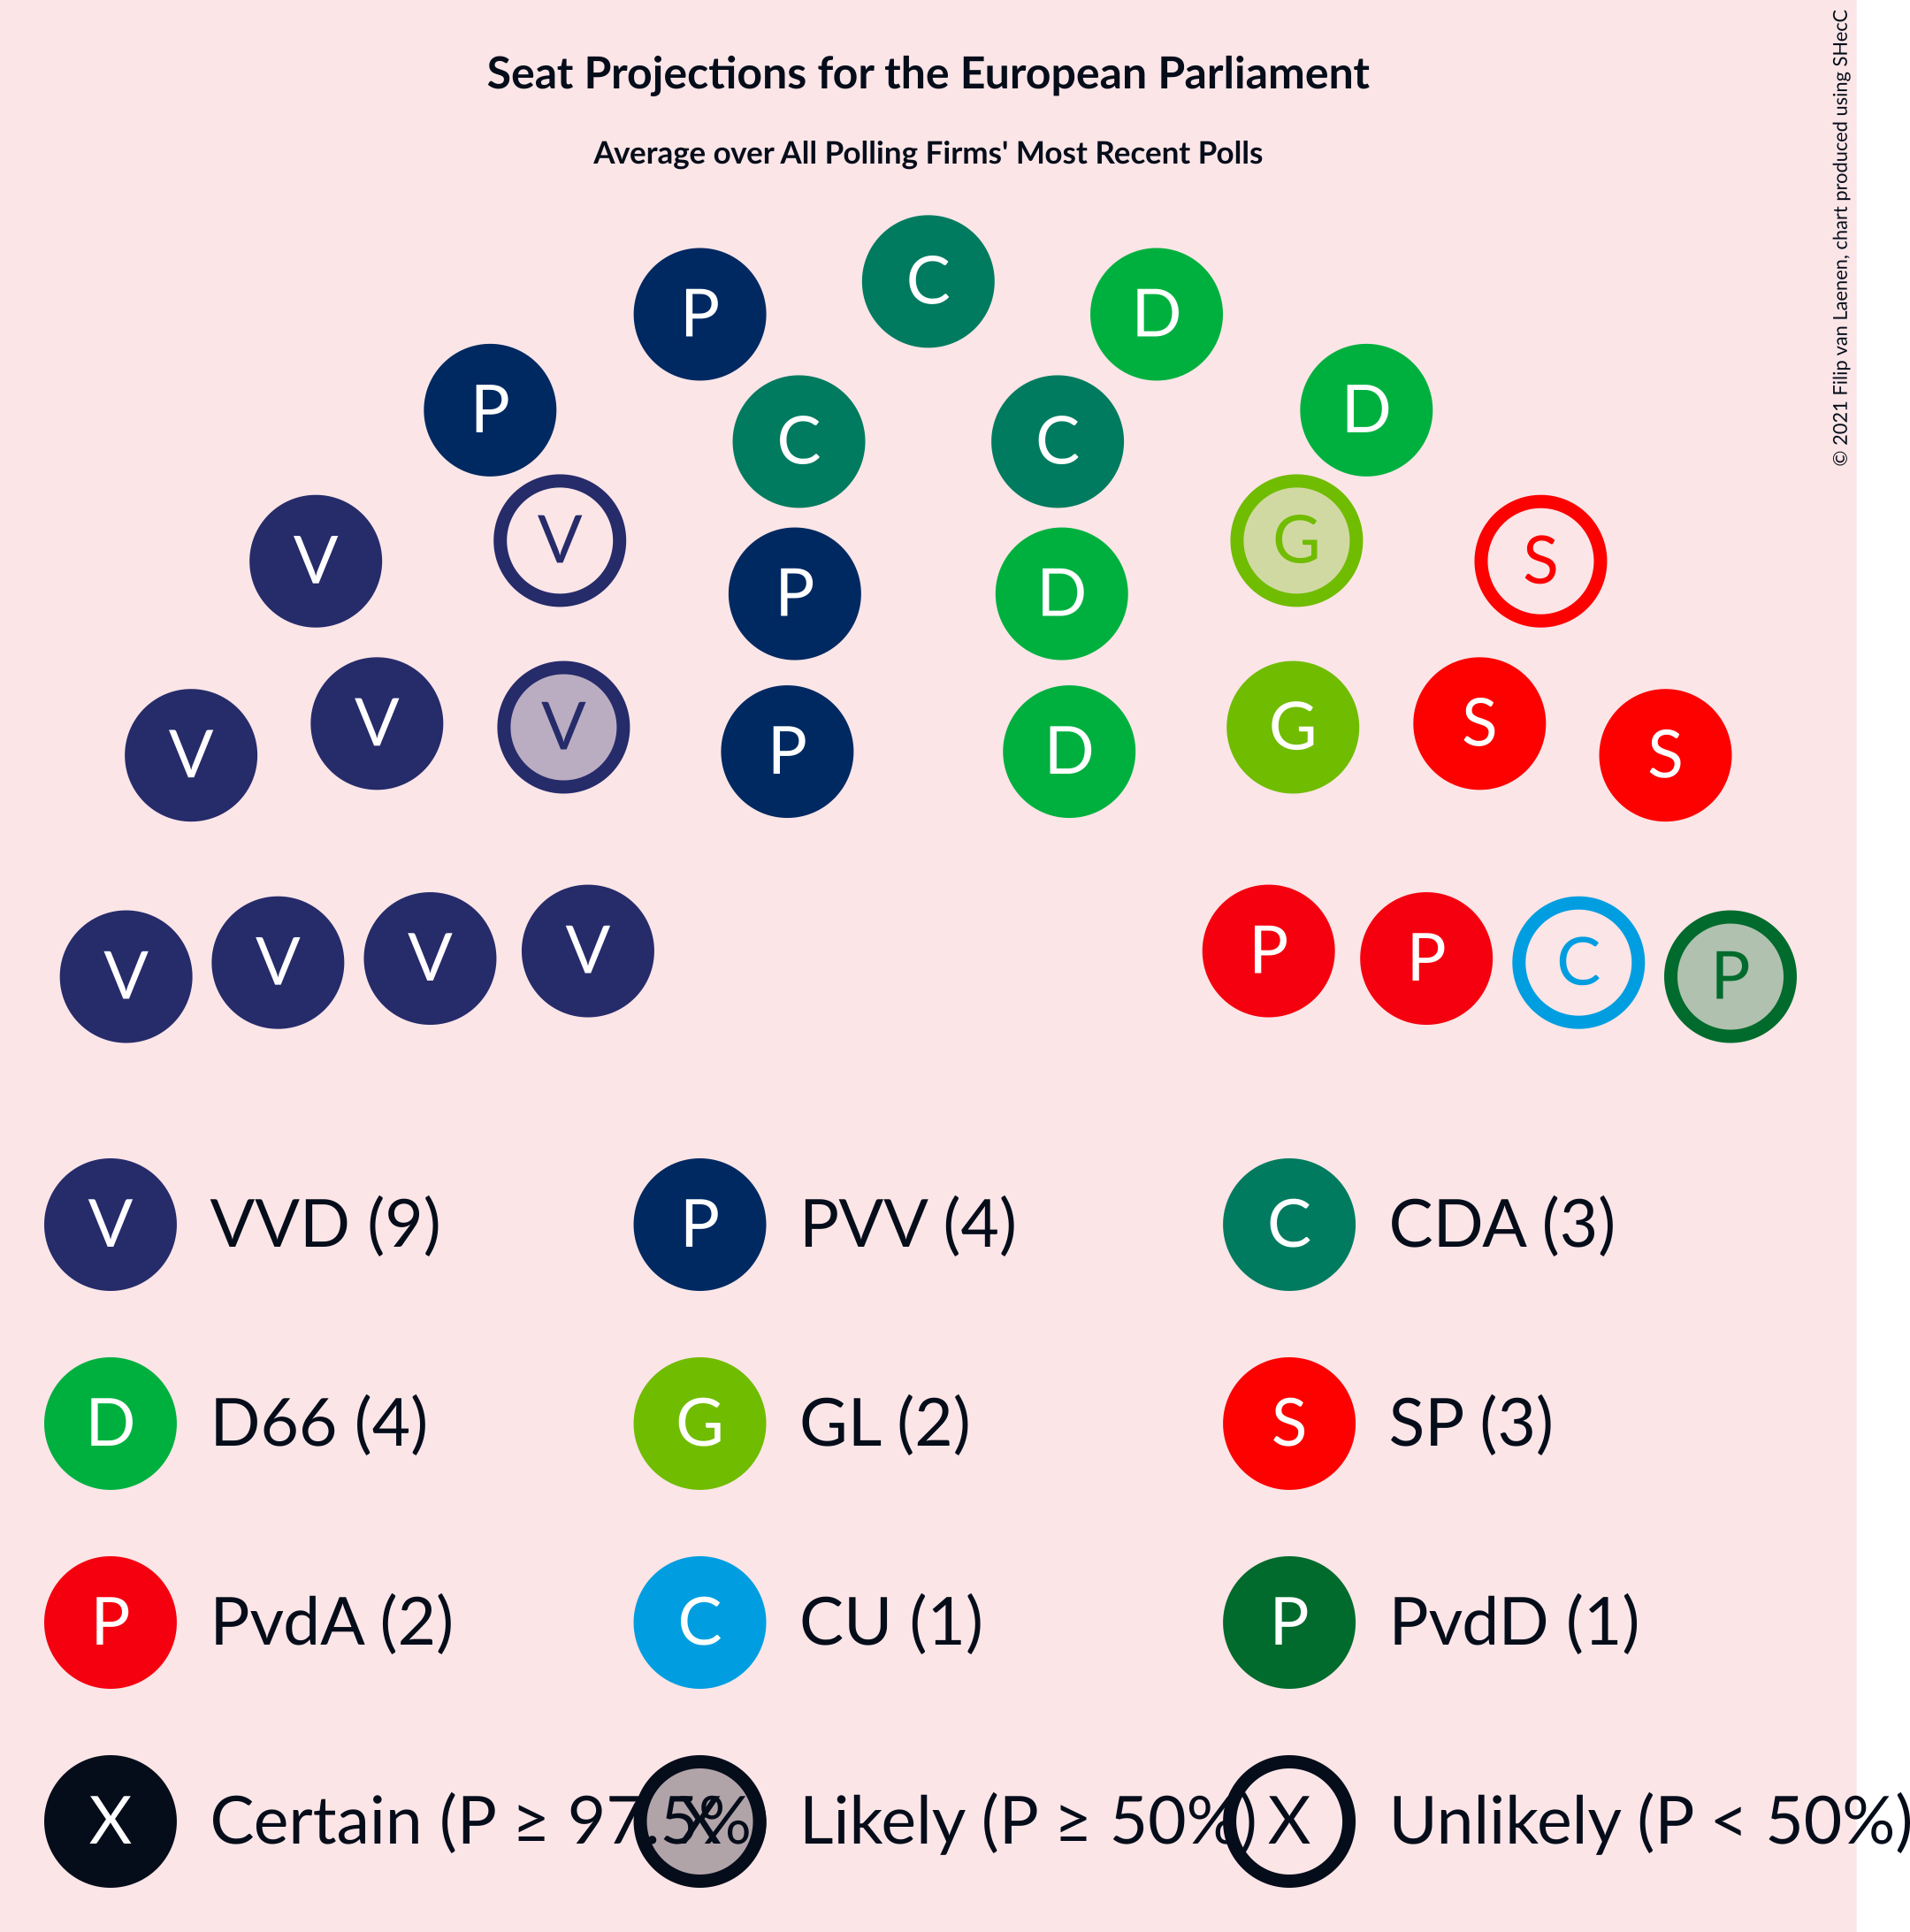 Seat Projections for the European Parliament
Average over All Polling Firms' Most Recent Polls
© 2021 Filip van Laenen, chart produced using SHecC
C
P D
P D
C C
V V G S
P D
V V V P D G S S
V V V V P P C P
V VVD (9) P PVV (4) C CDA (3)
D D66 (4) G GL (2) S SP (3)
P PvdA (2) C CU (1) P PvdD (1)
X Certain (P ≥ 97.5%) X Likely (P ≥ 50%) X Unlikely (P < 50%)